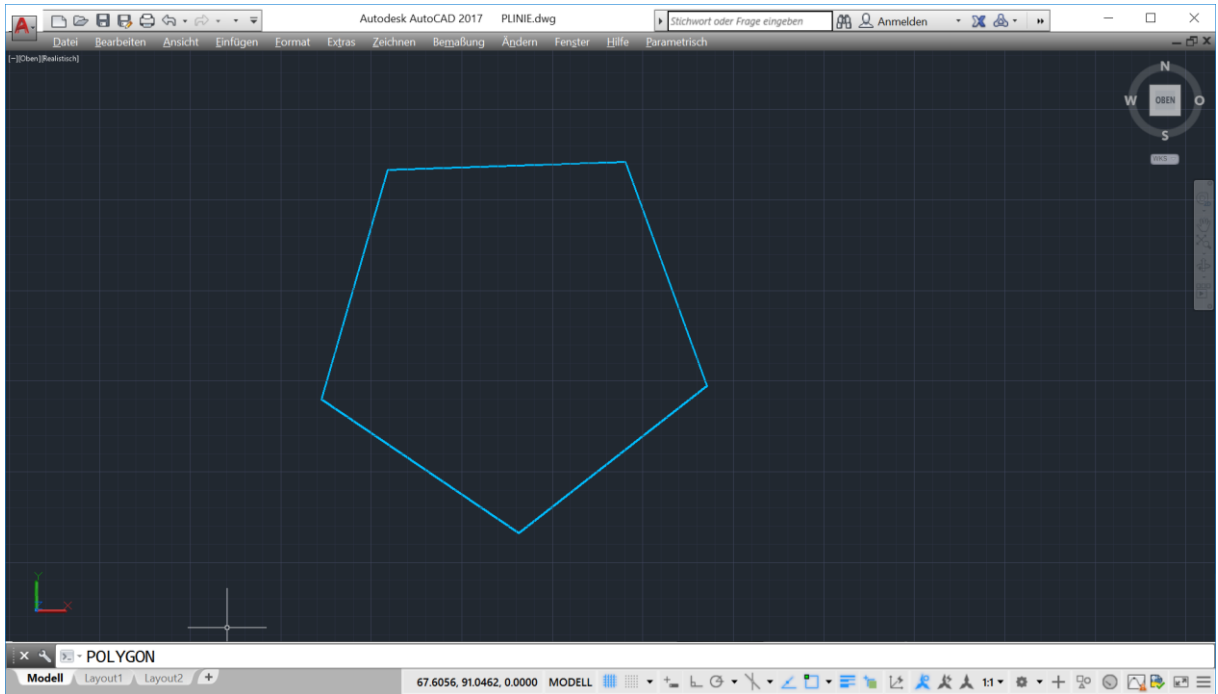 Autodesk AutoCAD 2017 PLINIE.dwg Stichwort oder Frage eingeben Anmelden
Datei Bearbeiten Ansicht Einfügen Format Extras Zeichnen Bemaßung Ändern Fenster Hilfe Parametrisch
[−][Oben][Realistisch]
N
W OBEN O
S
WKS
Y
X
POLYGON
Modell Layout1 Layout2 +
67.6056, 91.0462, 0.0000 MODELL 1:1